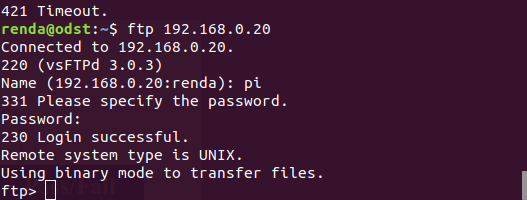 421 Timeout.
renda@odst:~$ ftp 192.168.0.20
Connected to 192.168.0.20.
220 (vsFTPd 3.0.3)
Name (192.168.0.20:renda): pi
331 Please specify the password.
Password:
230 Login successful.
Remote system type is UNIX.
Using binary mode to transfer files.
ftp>